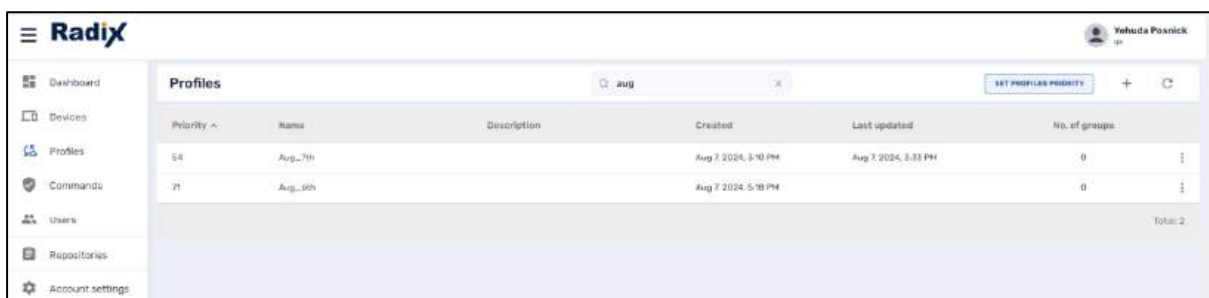 Radix
Yehuda Posnick
Dashboard
Devices
Profiles
Commands
Users
Repositories
Account settings
Profiles
aug
SET PROFILES PRIORITY
Priority Name Description Created Last updated No. of groups
54 Aug_7th Aug 7, 2024, 3:10 PM Aug 7, 2024, 3:33 PM 0
71 Aug_6th Aug 7, 2024, 5:18 PM 0
Total: 2